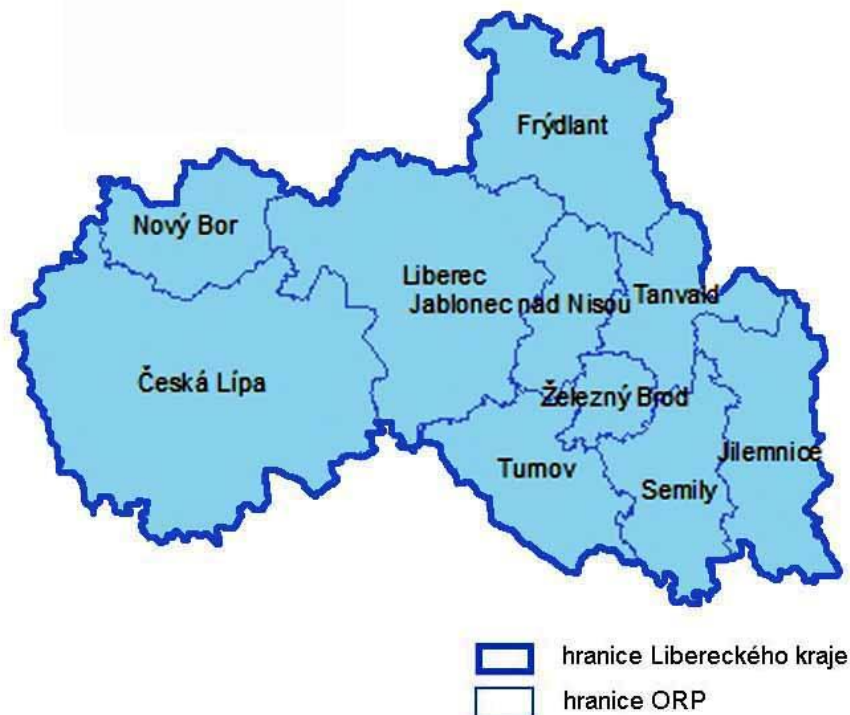 Frýdlant
Nový Bor
Liberec
Jablonec nad Nisou
Tanvald
Česká Lípa
Železný Brod
Jilemnice
Turnov
Semily
hranice Libereckého kraje
hranice ORP